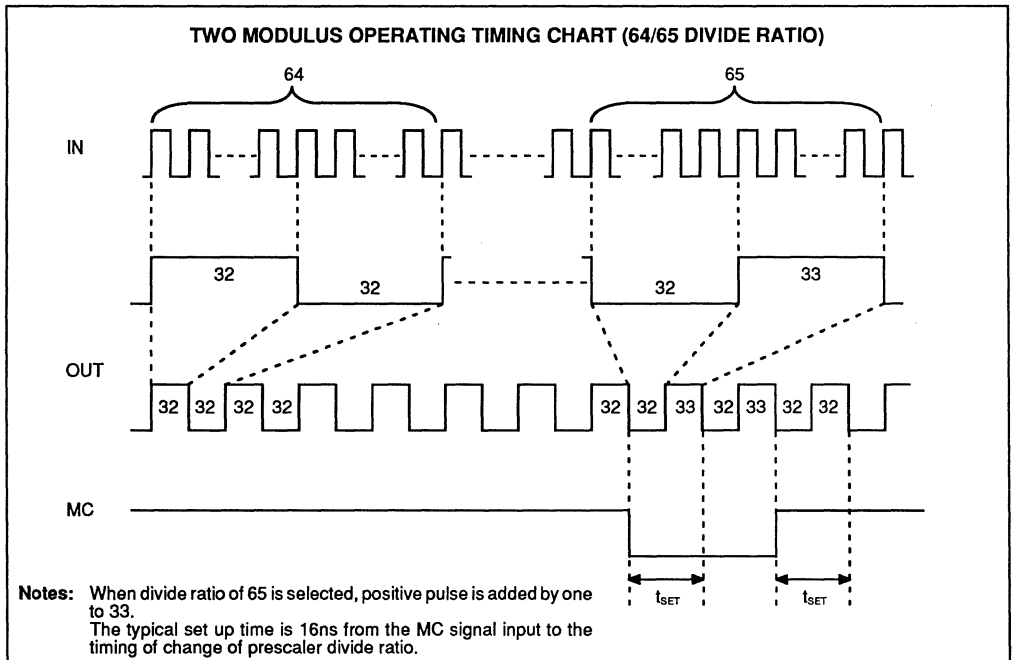 TWO MODULUS OPERATING TIMING CHART (64/65 DIVIDE RATIO)
64
65
IN
32
32
32
33
OUT
32 32 32 32 32 32 33 32 33 32 32
MC
tSET
tSET
Notes: When divide ratio of 65 is selected, positive pulse is added by one
to 33.
The typical set up time is 16ns from the MC signal input to the
timing of change of prescaler divide ratio.